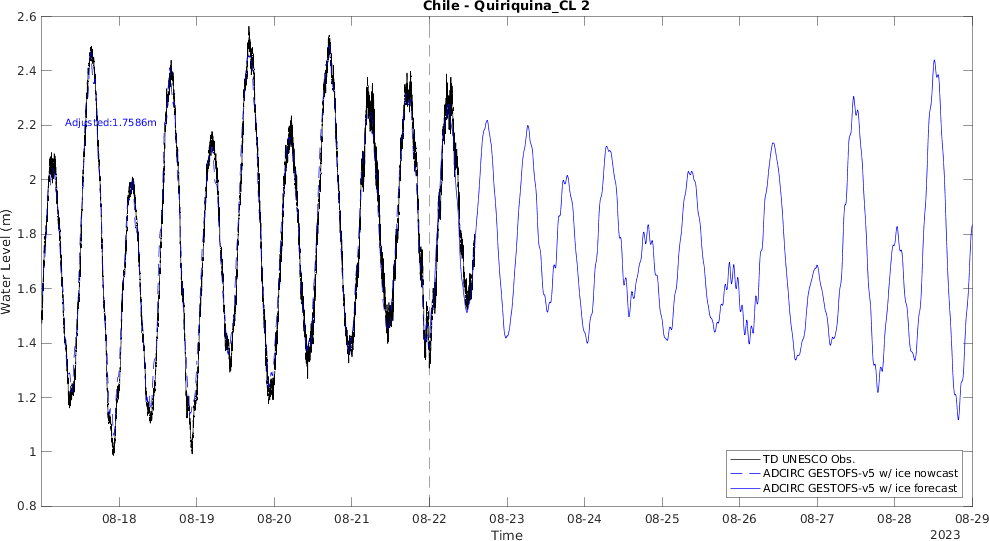 Chile - Quiriquina_CL 2
2.6
2.4
2.2
2
1.8
1.6
1.4
1.2
1
0.8
Water Level (m)
Adjusted:1.7586m
TD UNESCO Obs.
ADCIRC GESTOFS-v5 w/ ice nowcast
ADCIRC GESTOFS-v5 w/ ice forecast
08-18 08-19 08-20 08-21 08-22 08-23 08-24 08-25 08-26 08-27 08-28 08-29
Time
2023